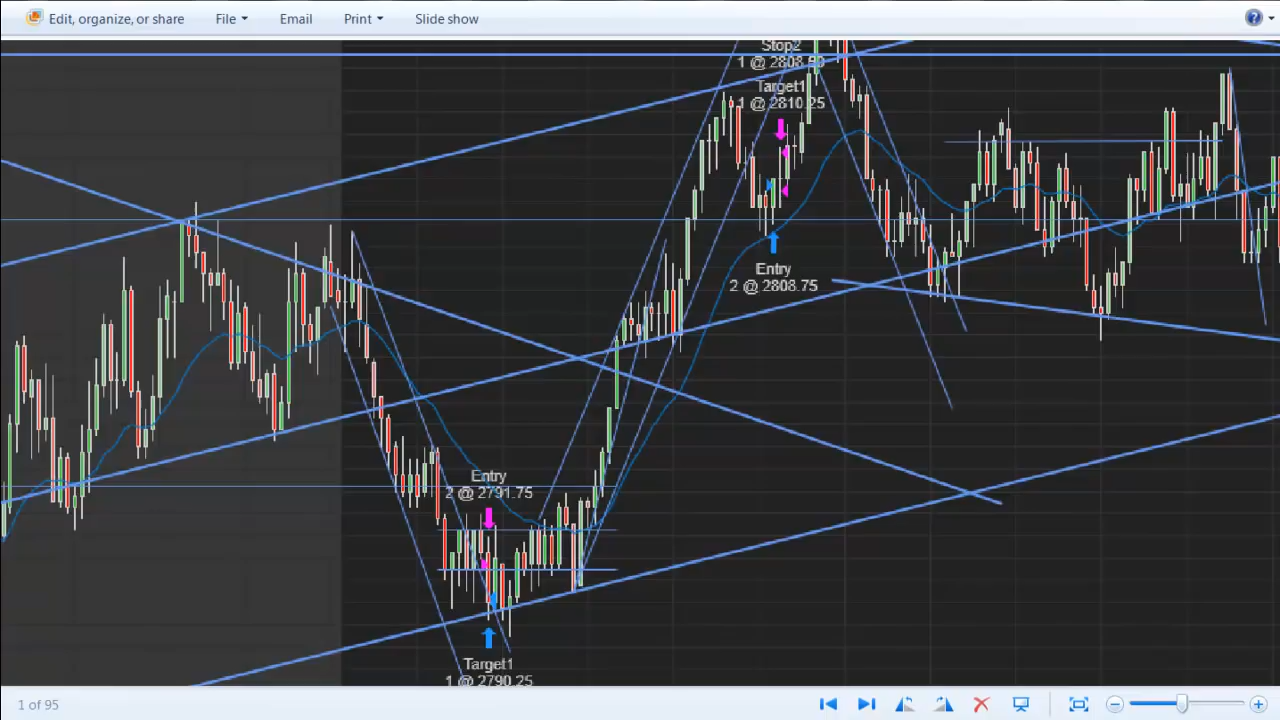 Edit, organize, or share File Email Print Slide show
Stop2
1 @ 2808.50
Target1
1 @ 2810.25
Entry
2 @ 2808.75
Entry
2 @ 2791.75
Target1
1 @ 2790.25
1 of 95